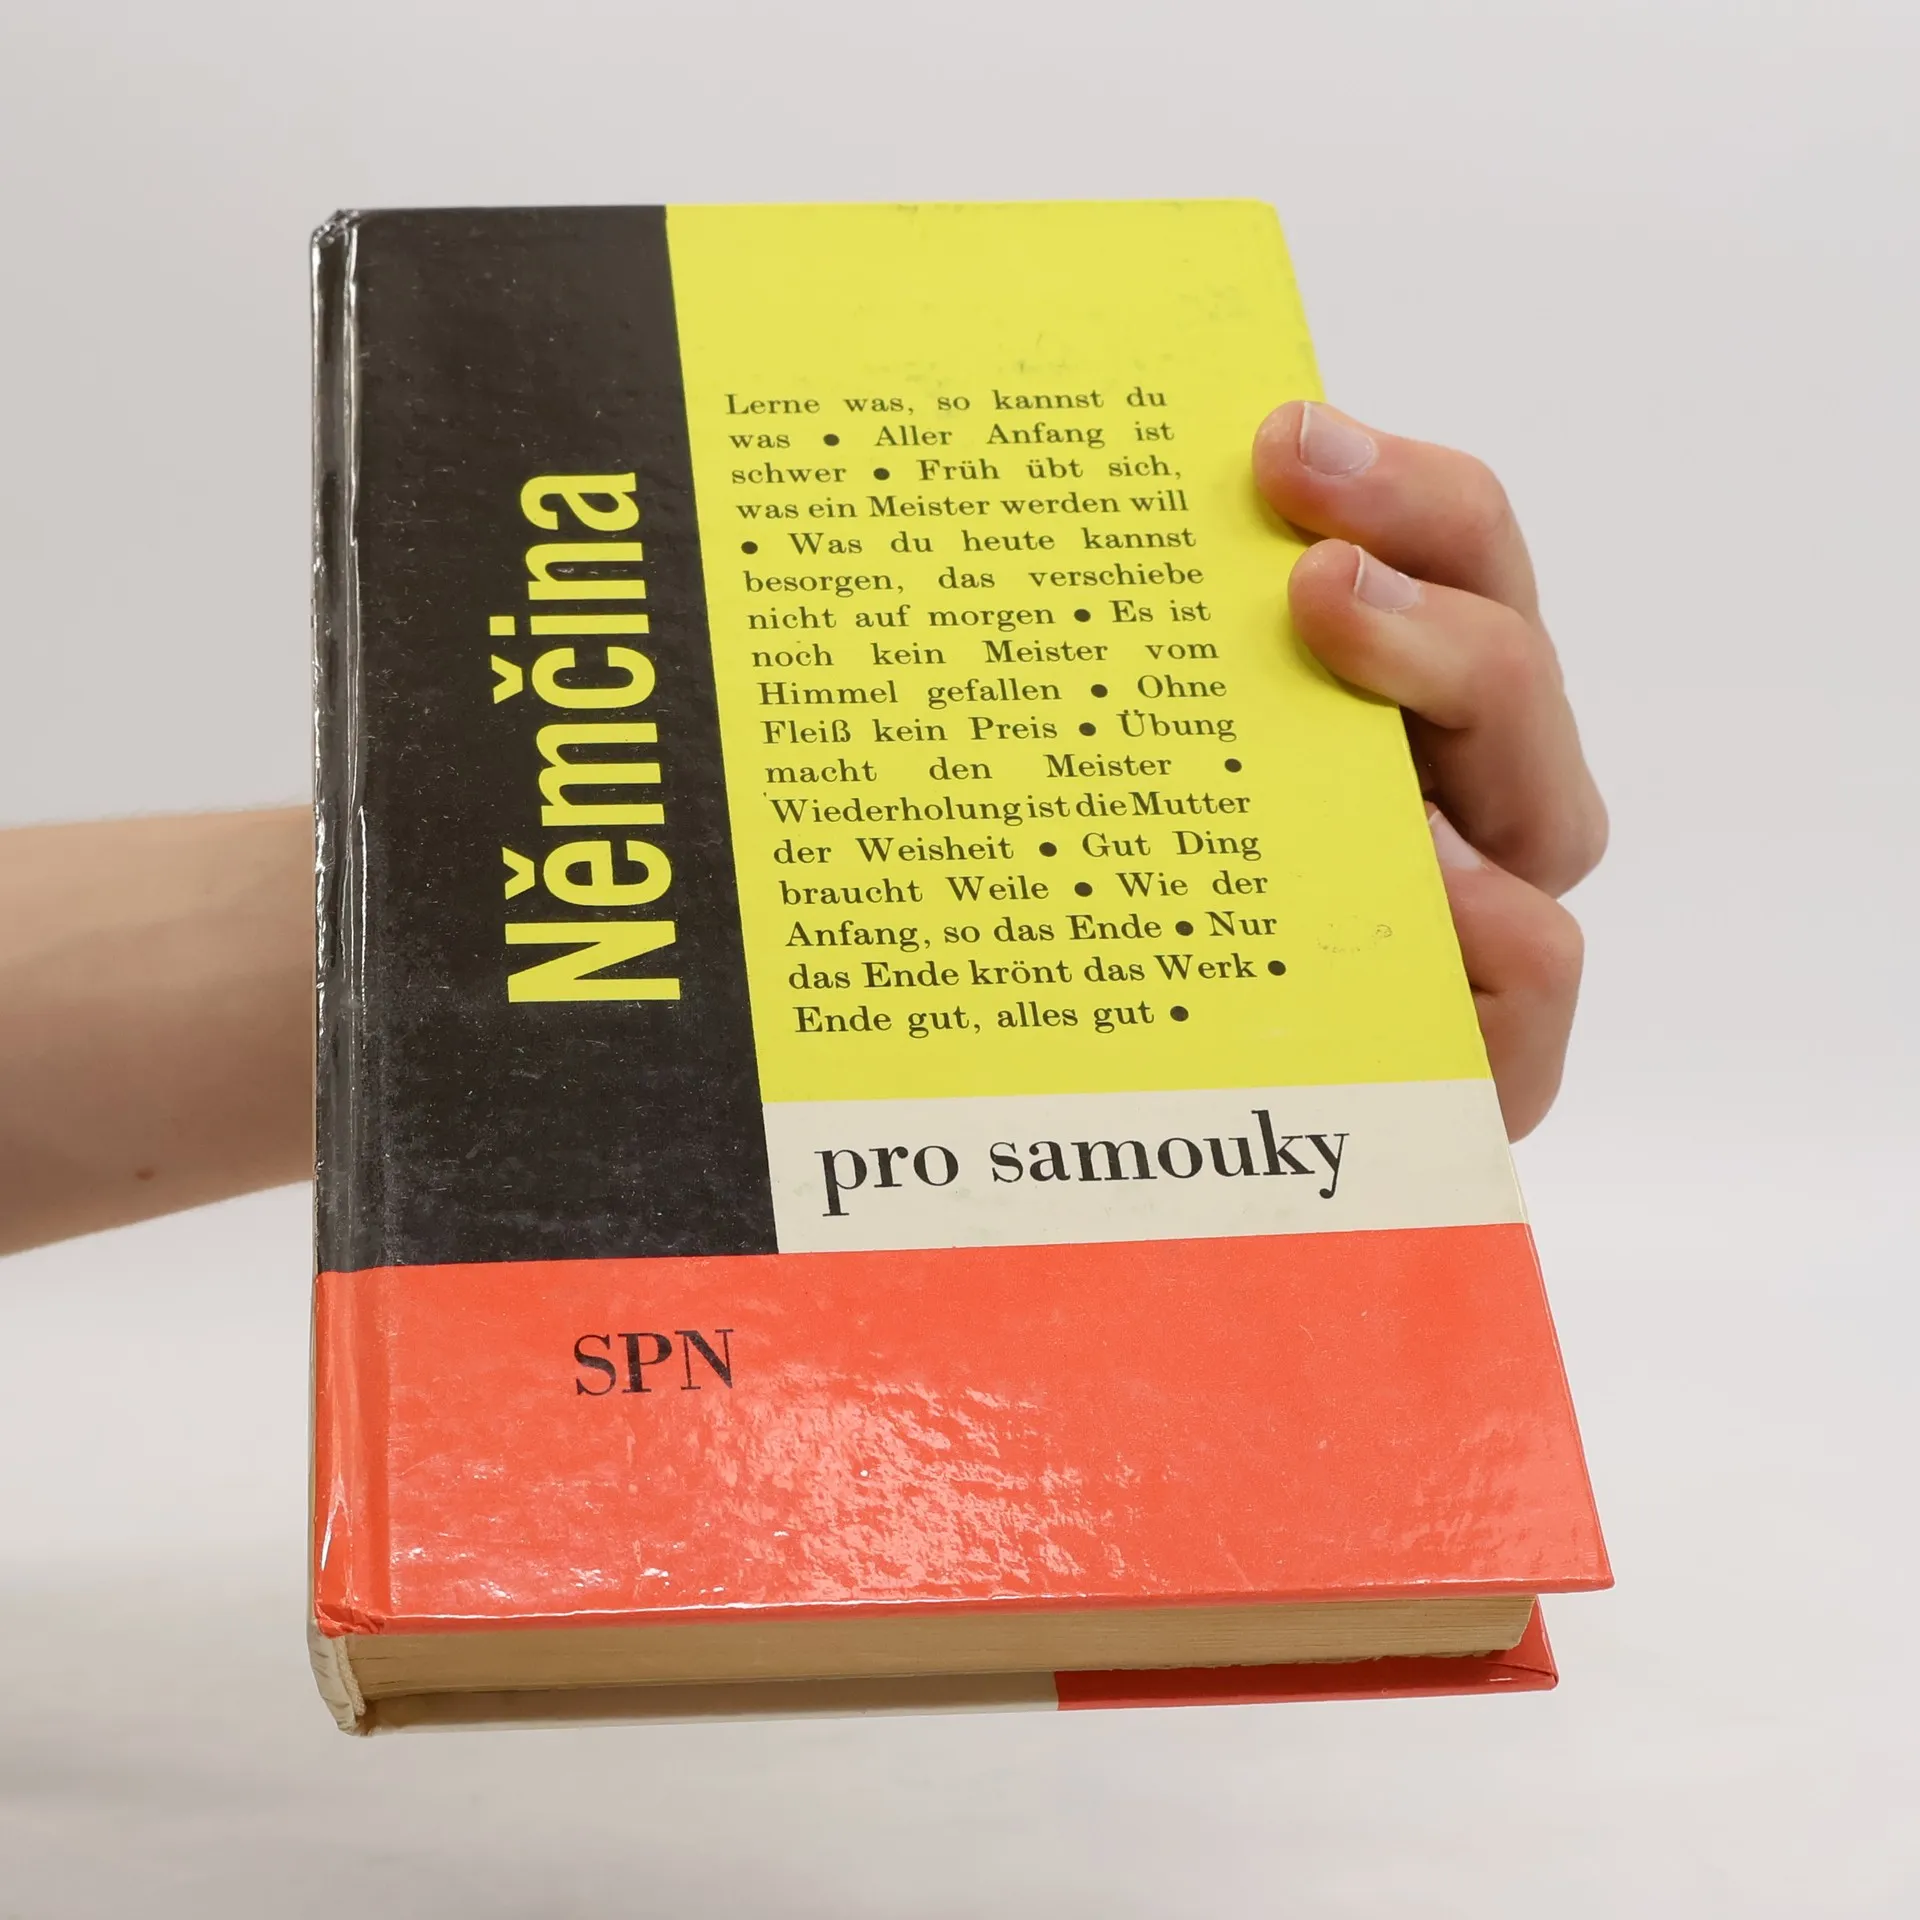 Němčina
Lerne was, so kannst du
was ● Aller Anfang ist
schwer ● Früh übt sich,
was ein Meister werden will
● Was du heute kannst
besorgen, das verschiebe
nicht auf morgen ● Es ist
noch kein Meister vom
Himmel gefallen ● Ohne
Fleiß kein Preis ● Übung
macht den Meister ●
Wiederholung ist die Mutter
der Weisheit ● Gut Ding
braucht Weile ● Wie der
Anfang, so das Ende ● Nur
das Ende krönt das Werk ●
Ende gut, alles gut ●
pro samouky
SPN